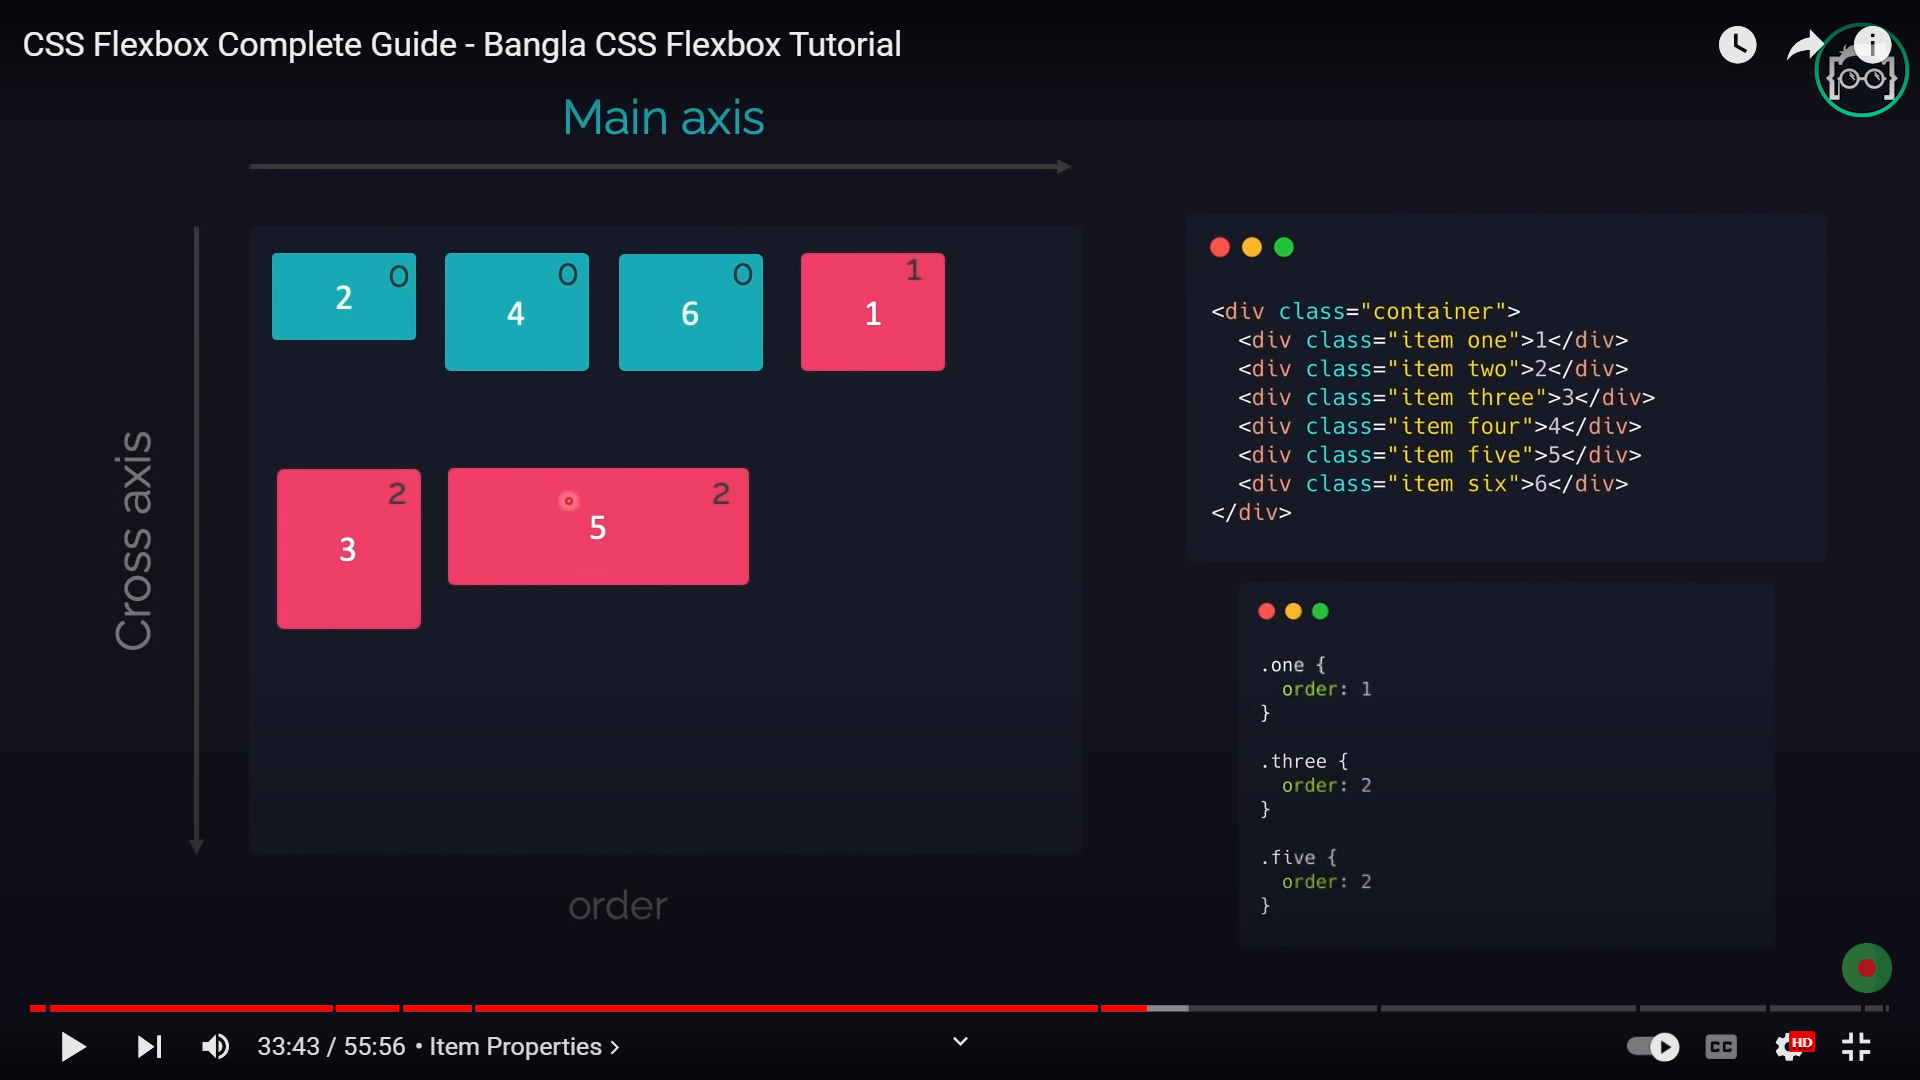 CSS Flexbox Complete Guide - Bangla CSS Flexbox Tutorial
Main axis
Cross axis
2 0
4 0
6 0
1 1
3 2
5 2
order
<div class="container">
<div class="item one">1</div>
<div class="item two">2</div>
<div class="item three">3</div>
<div class="item four">4</div>
<div class="item five">5</div>
<div class="item six">6</div>
</div>
.one {
order: 1
}
.three {
order: 2
}
.five {
order: 2
}
33:43 / 55:56 • Item Properties >
CC
HD